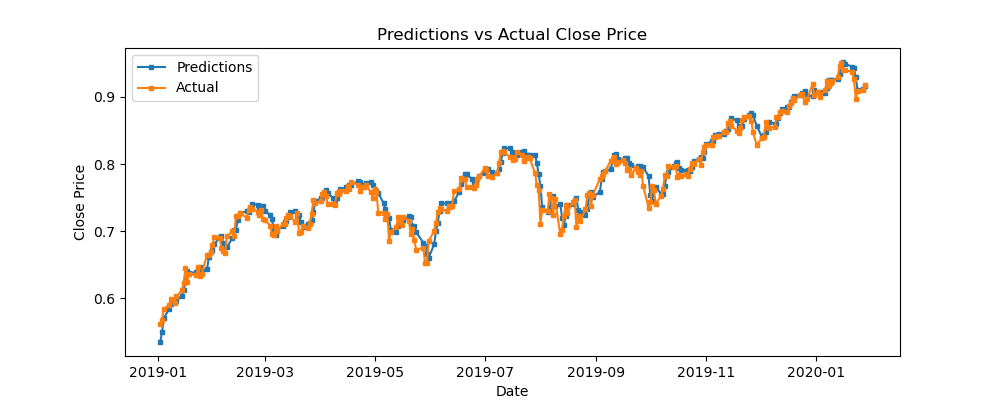 Predictions vs Actual Close Price
Predictions
Actual
0.9
0.8
0.7
0.6
Close Price
2019-01 2019-03 2019-05 2019-07 2019-09 2019-11 2020-01
Date